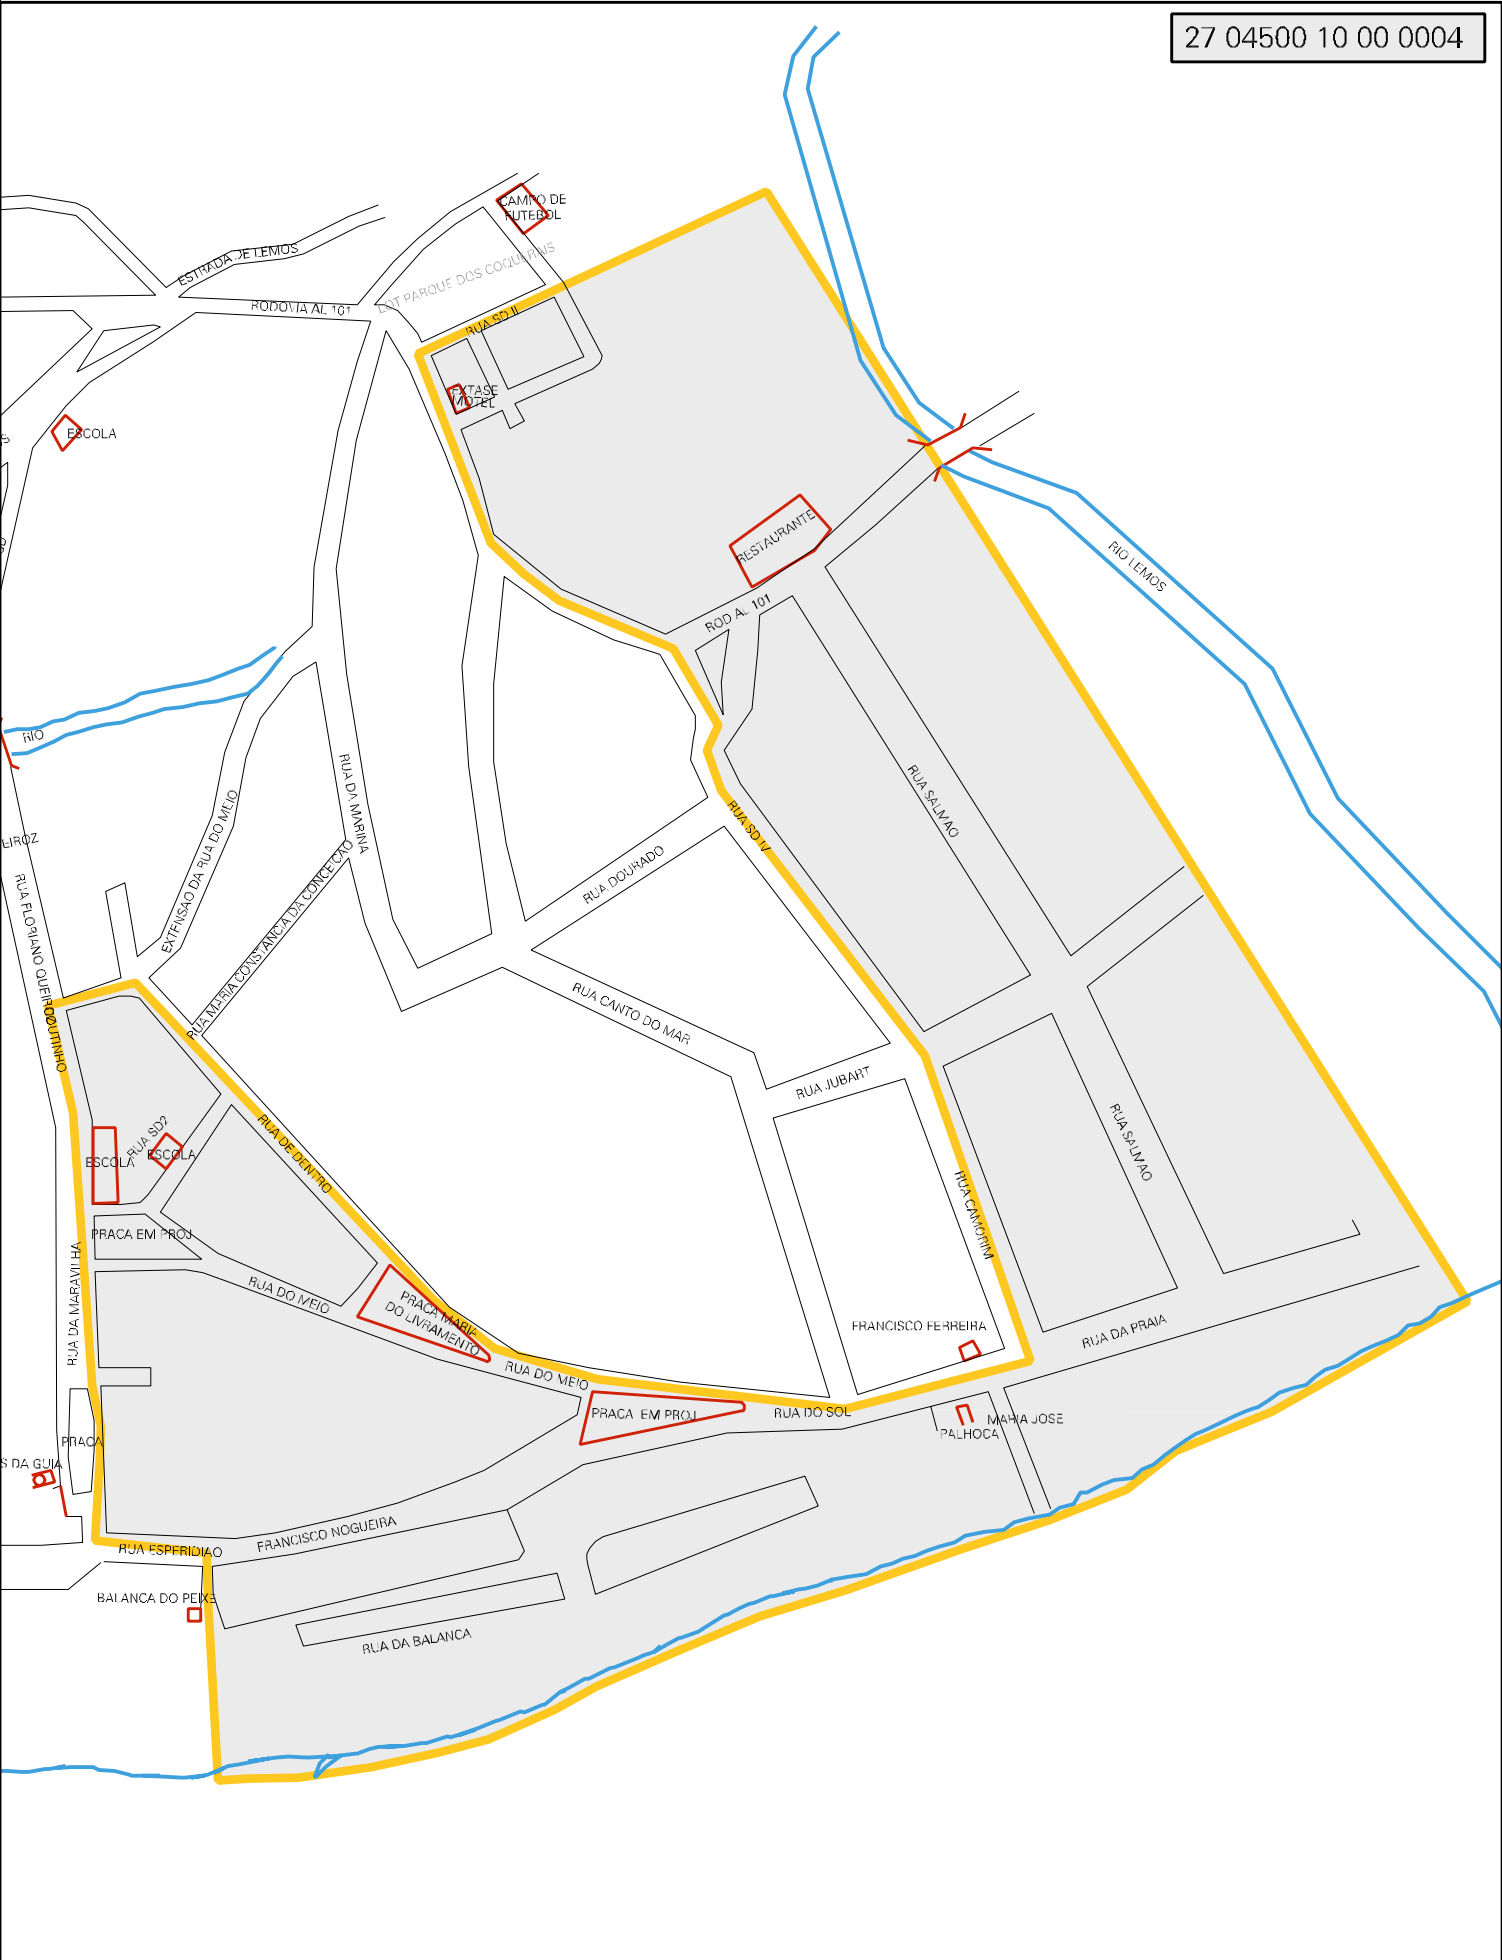 27 04500 10 00 0004
CAMPO DE
FUTEBOL
ESTRADA DE LEMOS
LOT PARQUE DOS COQUEIRAIS
RODOVIA AL 101
RUA SD II
EXTASE
MOTEL
ESCOLA
RESTAURANTE
RIO LEMOS
ROD AL 101
RIO
RUA DA MARINA
RUA SALMAO
RUA SD IV
EIROZ
EXTENSAO DA RUA DO MEIO
RUA DOURADO
RUA MARIA CONSTANCIA DA CONCEICAO
RUA FLORIANO QUEIROZ
COUTINHO
RUA CANTO DO MAR
RUA JUBART
RUA SD2
ESCOLA
ESCOLA
RUA DE DENTRO
RUA SALMAO
RUA CAMORIM
PRACA EM PROJ
RUA DA MARAVILHA
RUA DO MEIO
PRACA MARIA
DO LIVRAMENTO
FRANCISCO FERREIRA
RUA DA PRAIA
RUA DO MEIO
PRACA EM PROJ
RUA DO SOL
MARIA JOSE
PALHOCA
PRACA
S DA GUIA
FRANCISCO NOGUEIRA
RUA ESPERIDIAO
BALANCA DO PEIXE
RUA DA BALANCA